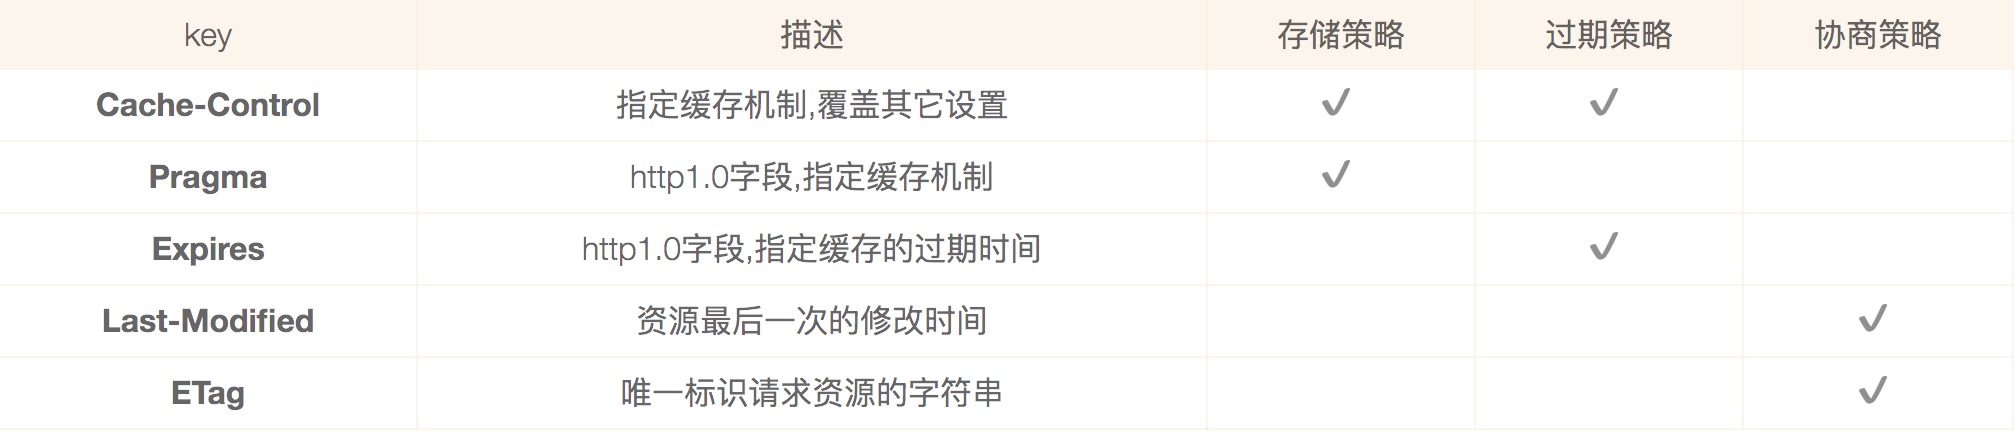 key 描述 存储策略 过期策略 协商策略
Cache-Control 指定缓存机制,覆盖其它设置 ✓ ✓
Pragma http1.0字段,指定缓存机制 ✓
Expires http1.0字段,指定缓存的过期时间 ✓
Last-Modified 资源最后一次的修改时间 ✓
ETag 唯一标识请求资源的字符串 ✓